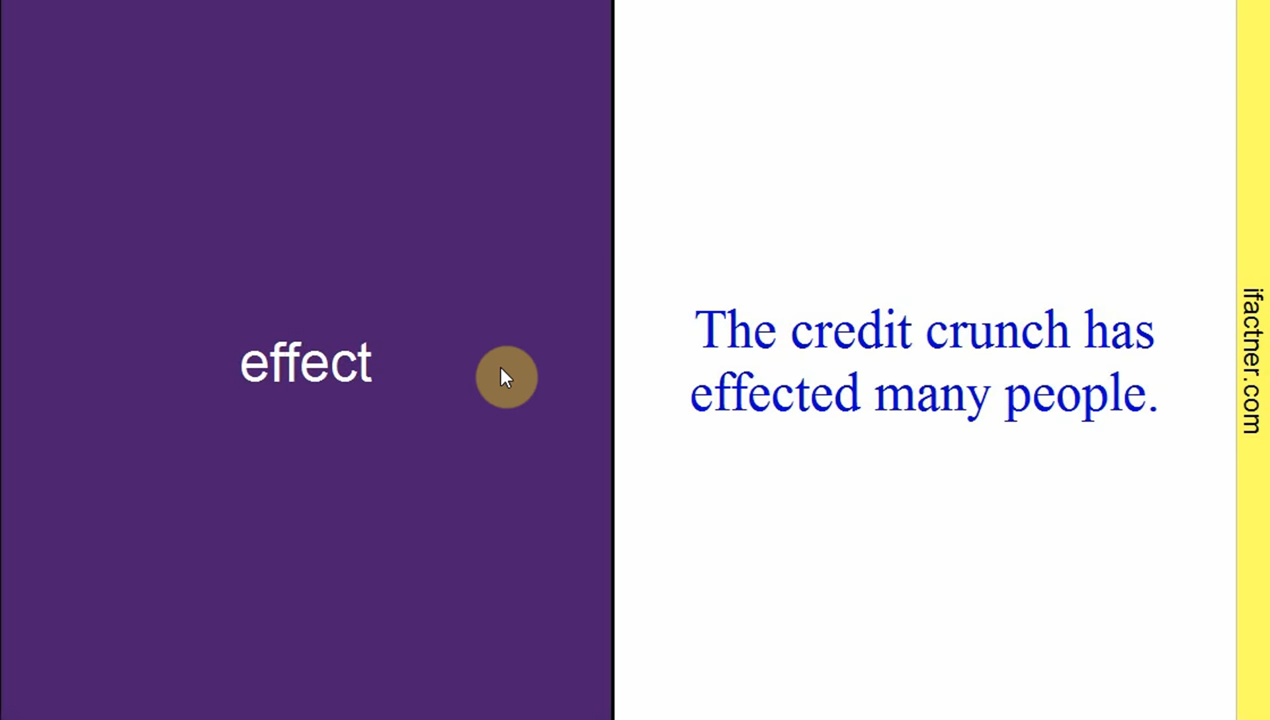 effect
The credit crunch has
effected many people.
ifactner.com